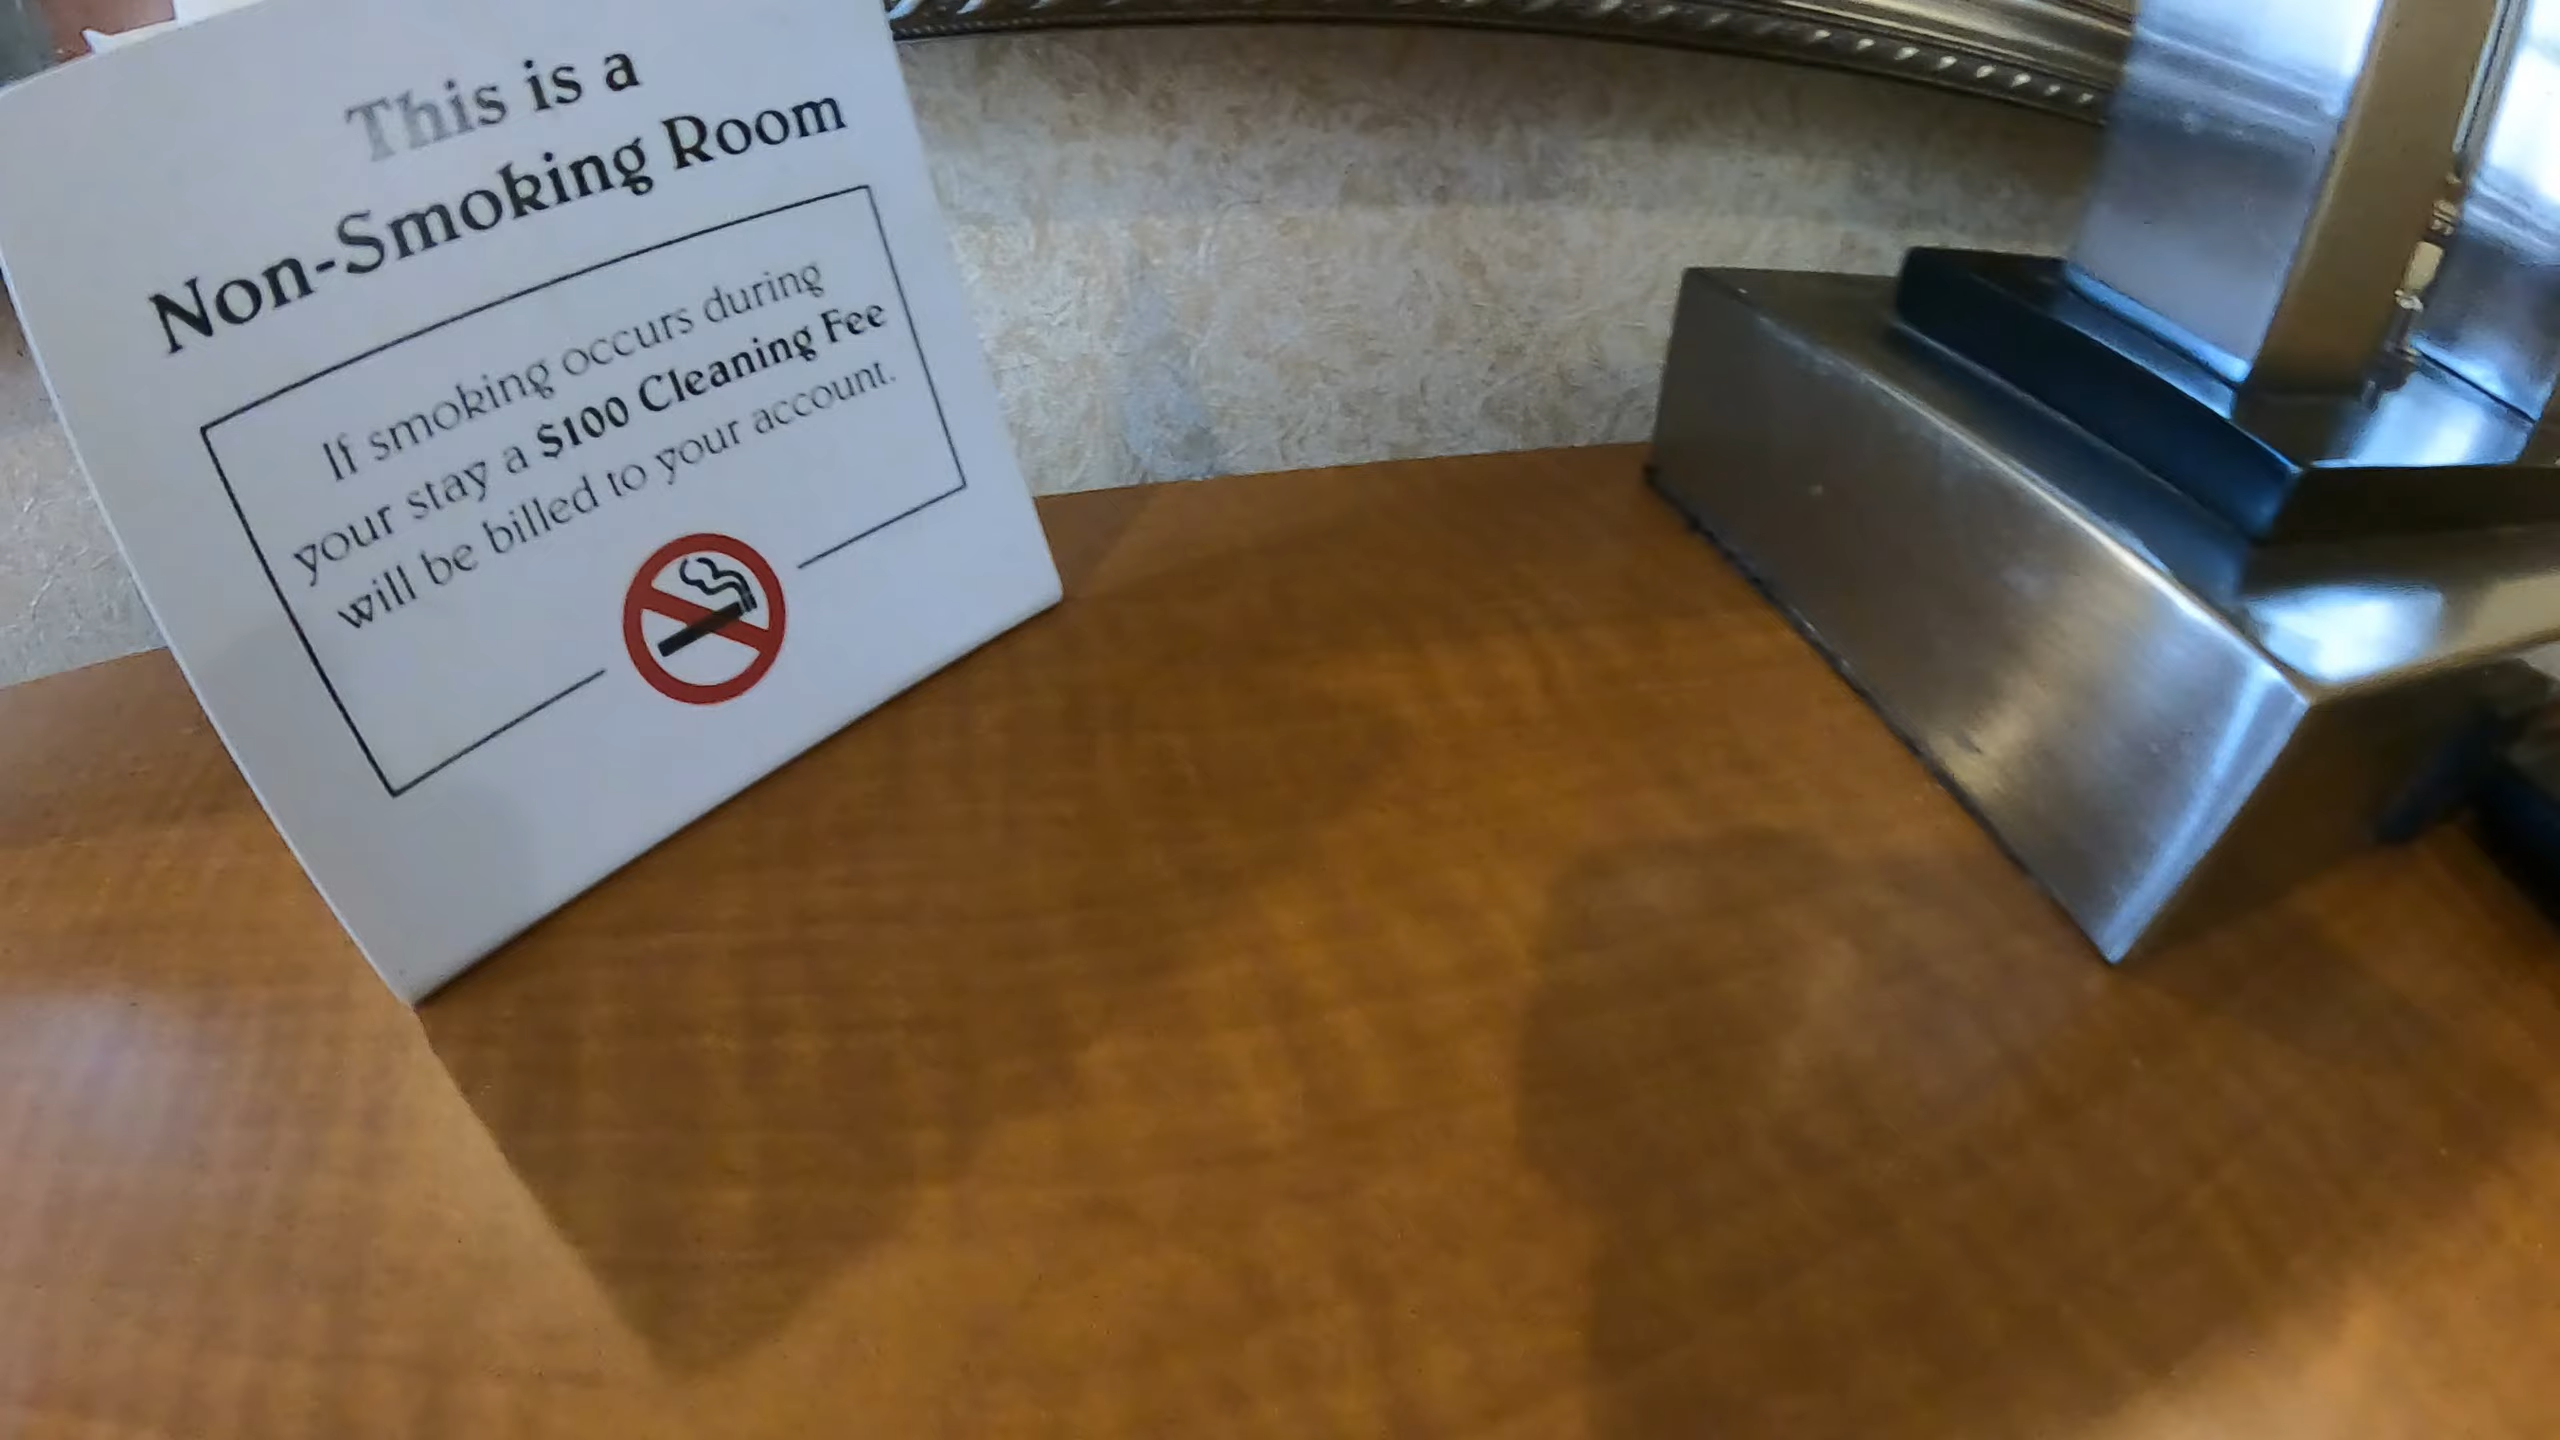 This is a
Non-Smoking Room
If smoking occurs during
your stay a $100 Cleaning Fee
will be billed to your account.